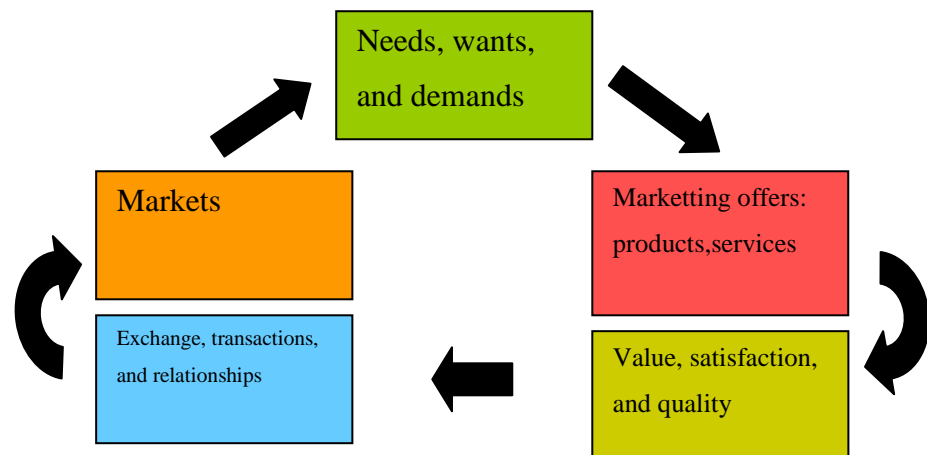 Needs, wants,
and demands
Markets
Marketting offers:
products,services
Exchange, transactions,
and relationships
Value, satisfaction,
and quality